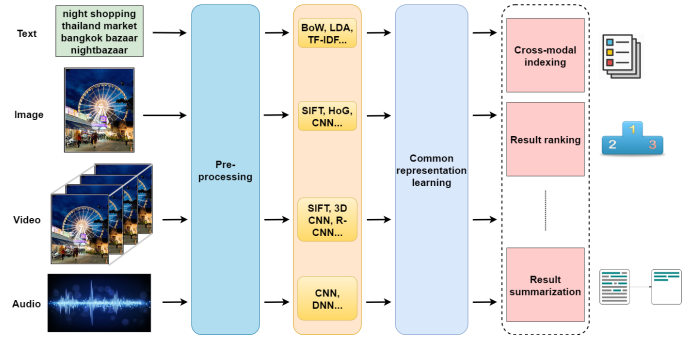 Text
night shopping
thailand market
bangkok bazaar
nightbazaar
Image
Video
Audio
Pre-
processing
BoW, LDA,
TF-IDF...
SIFT, HoG,
CNN...
SIFT, 3D
CNN, R-
CNN...
CNN,
DNN...
Common
representation
learning
Cross-modal
indexing
Result ranking
1
2 3
Result
summarization